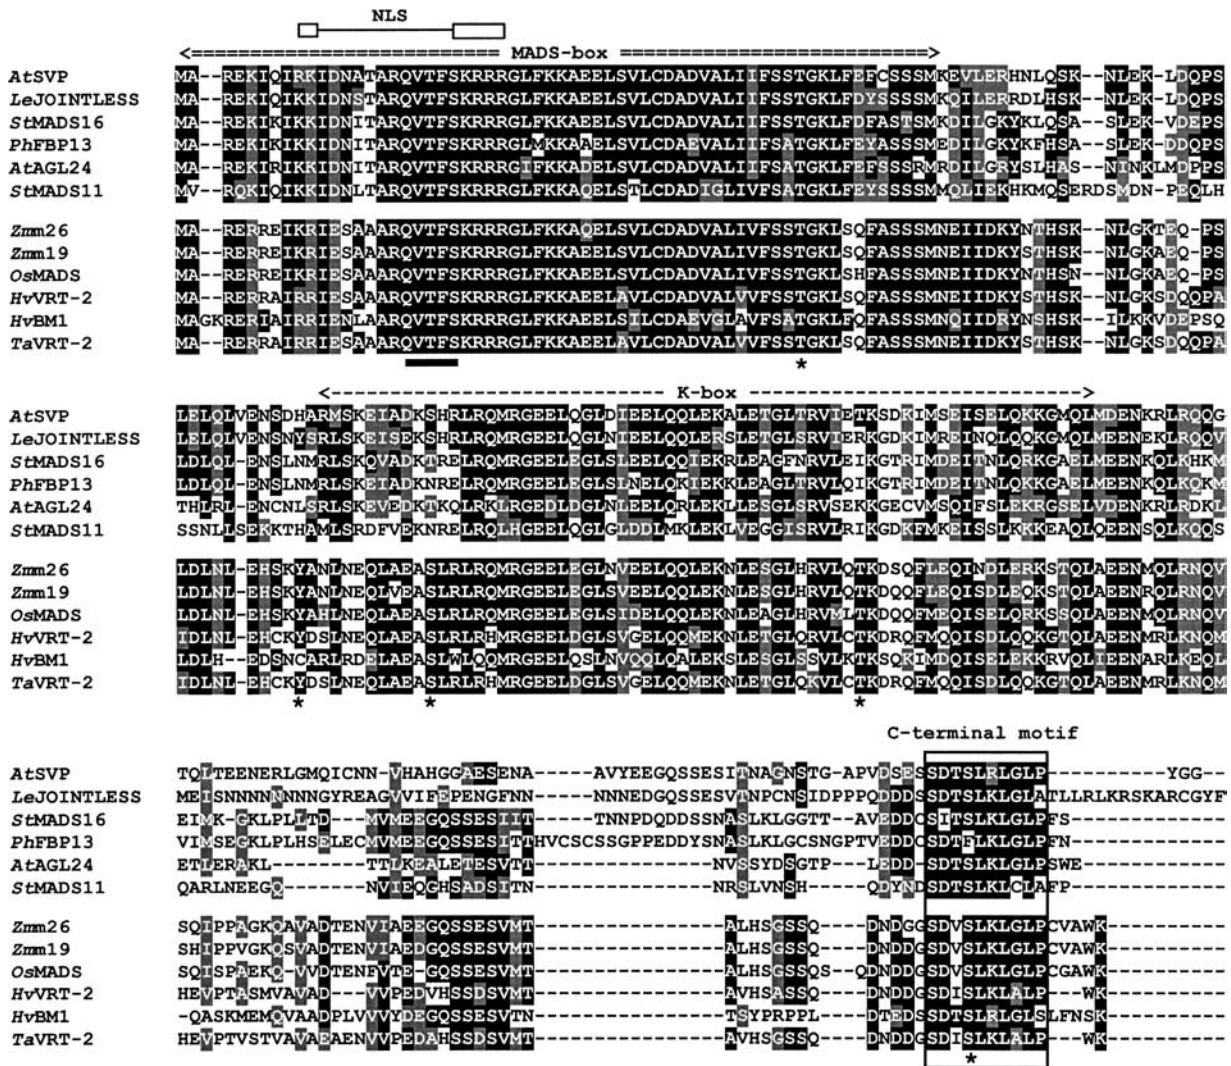 NLS
<==================== MADS-box ====================>
AtSVP MA--REKIQIRKIDNATARQVTFSKRRRGLFKKAEELSVLCDADVALIIFSSTGKLFEFCSSSMKEVLERHNLQSK--NLEK-LDQPS
LeJOINTLESS MA--REKIQIKKIDNSTARQVTFSKRRRGLFKKAEELSVLCDADVALIIFSSTGKLFDYSSSSMKQILERRDLHSK--NLEK-LDQPS
StMADS16 MA--REKIKIKKIDNITARQVTFSKRRRGLFKKAEELSVLCDADVALIIFSATGKLFDFASTSMKDILGKYKLQSA--SLEK-VDEPS
PhFBP13 MA--REKIKIKKIDNITARQVTFSKRRRGLMKKAAELSVLCDAEVALIIFSATGKLFEYASSSMEDILGKYKFHSA--SLEK-DDQPS
AtAGL24 MA--REKIRIKKIDNITARQVTFSKRRRGIFKKADELSVLCDADVALIIFSATGKLFEFSSSRMRDILGRYSLHAS--NINKLMDPPS
StMADS11 MV--RQKIQIKKIDNLTARQVTFSKRRRGLFKKAQELSTLCDADIGLIVFSATGKLFEYSSSSMMQLIEKHKMQSERDSMDN-PEQLH
Zmm26 MA--RERREIKRIESAAARQVTFSKRRRGLFKKAQELSVLCDADVALIVFSSTGKLSQFASSSMNEIIDKYNTHSK--NLGKTEQ-PS
Zmm19 MA--RERREIKRIESAAARQVTFSKRRRGLFKKAEELSVLCDADVALIVFSSTGKLSQFASSSMNEIIDKYNTHSK--NLGKAEQ-PS
OsMADS MA--RERREIKRIESAAARQVTFSKRRRGLFKKAEELSVLCDADVALIVFSSTGKLSHFASSSMNEIIDKYNTHSN--NLGKAEQ-PS
HvVRT-2 MA--RERRAIRRIESAAARQVTFSKRRRGLFKKAEELAVLCDADVALVVFSSTGKLSQFASSSMNEIIDKYSTHSK--NLGKSDQQPA
HvBM1 MAGKRERIAIRRIENLAARQVTFSKRRRGLFKKAEELSILCDAEVGLAVFSATGKLFQFASTSMNQIIDRYNSHSK--ILKKVDEPSQ
TaVRT-2 MA--RERRAIRRIESAAARQVTFSKRRRGLFKKAEELAVLCDADVALVVFSSTGKLSQFASSSMNEIIDKYSTHSK--NLGKSDQQPA
*
<----------------------------- K-box ----------------------------->
AtSVP LELQLVENSDHARMSKEIADKSHRLRQMRGEELQGLDIEELQQLEKALETGLTRVIETKSDKIMSEISELQKKGMQLMDENKRLRQQG
LeJOINTLESS LELQLVENSNYSRLSKEISEKSHRLRQMRGEELQGLNIEELQQLERSLETGLSRVIERKGDKIMREINQLQQKGMQLMEENEKLRQQV
StMADS16 LDLQL-ENSLNMRLSKQVADKTRELRQMRGEELEGLSLEELQQIEKRLEAGFNRVLEIKGTRIMDEITNLQRKGAELMEENKQLKHKM
PhFBP13 LDLQL-ENSLNMRLSKEIADKNRELRQMRGEELEGLSLNELQKIEKKLEAGLTRVLQIKGTRIMDEITNLQKKGAELMEENKQLKQKM
AtAGL24 THLRL-ENCNLSRLSKEVEDKTKQLRKLRGEDLDGLNLEELQRLEKLLESGLSRVSEKKGECVMSQIFSLEKRGSELVDENKRLRDKL
StMADS11 SSNLLSEKKTHAMLSRDFVEKNRELRQLHGEELQGLGLDDLMKLEKLVEGGISRVLRIKGDKFMKEISSLKKKEAQLQEENSQLKQQS
Zmm26 LDLNL-EHSKYANLNEQLAEASLRLRQMRGEELEGLNVEELQQLEKNLESGLHRVLQTKDSQFLEQINDLERKSTQLAEENMQLRNQV
Zmm19 LDLNL-EHSKYANLNEQLVEASLRLRQMRGEELEGLSVEELQQLEKNLESGLHRVLQTKDQQFLEQISDLEQKSTQLAEENRQLRNQV
OsMADS LDLNL-EHSKYAHLNEQLAEASLRLRQMRGEELEGLSIDELQQLEKNLEAGLHRVMLTKDQQFMEQISELQRKSSQLAEENMQLRNQV
HvVRT-2 IDLNL-EHCKYDSLNEQLAEASLRLRHMRGEELDGLSVGELQQMEKNLETGLQRVLCTKDRQFMQQISDLQQKGTQLAEENMRLKNQM
HvBM1 LDLH--EDSNCARLRDELAEASLWLQQMRGEELQSLNVQQLQALEKSLESGLSSVLKTKSQKIMDQISELEKKRVQLIEENARLKEQL
TaVRT-2 IDLNL-EHCKYDSLNEQLAEASLRLRHMRGEELDGLSVGELQQMEKNLETGLQKVLCTKDRQFMQQISDLQQKGTQLAEENMRLKNQM
* * *
C-terminal motif
AtSVP TQLTEENERLGMQICNN-VHAHGGAESENA-----AVYEEGQSSESITNAGNSTG-APVDSESSDTSLRLGLP----------YGG--
LeJOINTLESS MEISNNNNNNNNGYREAGVVIFEPENGFNN-----NNNEDGQSSESVTNPCNSIDPPPQDDDSSDTSLKLGLATLLRLKRSKARCGYF
StMADS16 EIMK-GKLPLLTD---MVMEEGQSSESIIT-----TNNPDQDDSSNASLKLGGTT-AVEDDCSITSLKLGLPFS-------------
PhFBP13 VIMSEGKLPLHSELECMVMEEGQSSESITTHVCSCSSGPPEDDYSNASLKLGCSNGPTVEDDCSDTFLKLGLPFN-------------
AtAGL24 ETLERAKL--------TTLKEALETESVTT---------------NVSSYDSGTP-LEDDSDTSLKLGLPSWE------------
StMADS11 QARLNEEGQ-------NVIEQGHSADSITN---------------NRSLVNSH----QDYNDSDTSLKLCLAFP-------------
Zmm26 SQIPPAGKQAVADTENVIAEEGQSSESVMT----------------ALHSGSSQ----DNDGGSDVSLKLGLPCVAWK----------
Zmm19 SHIPPVGKQSVADTENVIAEDGQSSESVMT----------------ALHSGSSQ----DNDDGSDVSLKLGLPCVAWK----------
OsMADS SQISPAEKQ-VVDTENFVTE-GQSSESVMT----------------ALHSGSSQS-QDNDDGSDVSLKLGLPCGAWK----------
HvVRT-2 HEVPTASMVAVAD---VVPEDVHSSDSVMT----------------AVHSASSQ----DNDDGSDISLKLALP---WK----------
HvBM1 -QASKMEMQVAADPLVVVYDEGQSSESVTN----------------TSYPRPPL----DTEDSSDTSLRLGLSLFNSK----------
TaVRT-2 HEVPTVSTVAVAEAENVVPEDAHSSDSVMT----------------AVHSGSSQ----DNDDGSDISLKLALP---WK----------
*